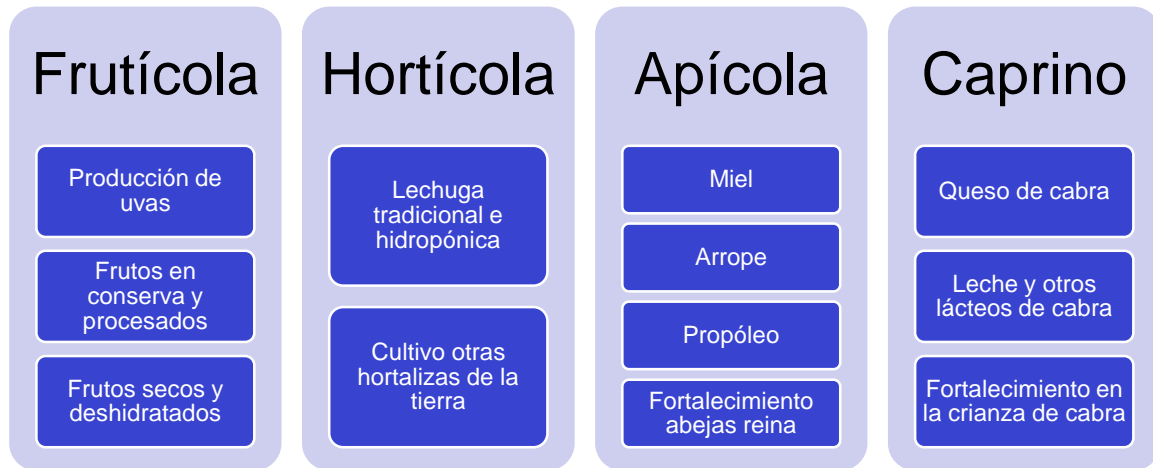 Frutícola
Producción de
uvas
Frutos en
conserva y
procesados
Frutos secos y
deshidratados
Hortícola
Lechuga
tradicional e
hidropónica
Cultivo otras
hortalizas de la
tierra
Apícola
Miel
Arrope
Propóleo
Fortalecimiento
abejas reina
Caprino
Queso de cabra
Leche y otros
lácteos de cabra
Fortalecimiento en
la crianza de cabra